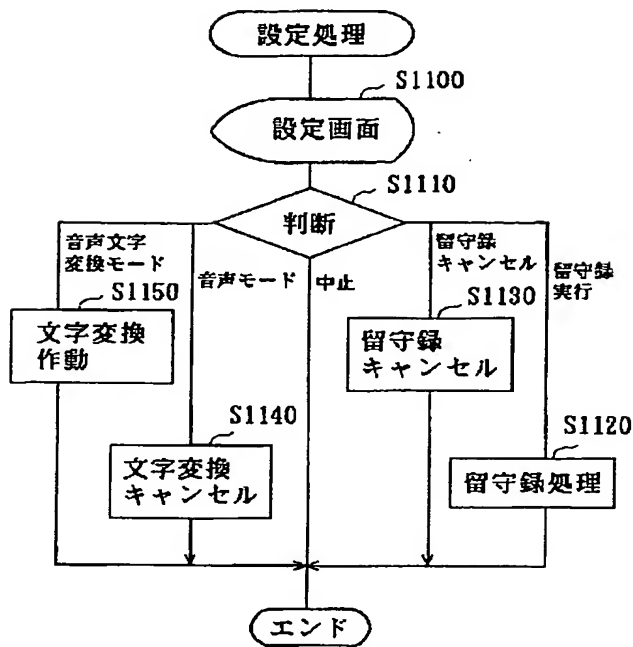 設定処理
S1100
設定画面
S1110
判断
音声文字
変換モード
音声モード
中止
留守録
キャンセル
留守録
実行
S1150
文字変換
作動
S1130
留守録
キャンセル
S1140
文字変換
キャンセル
S1120
留守録処理
エンド